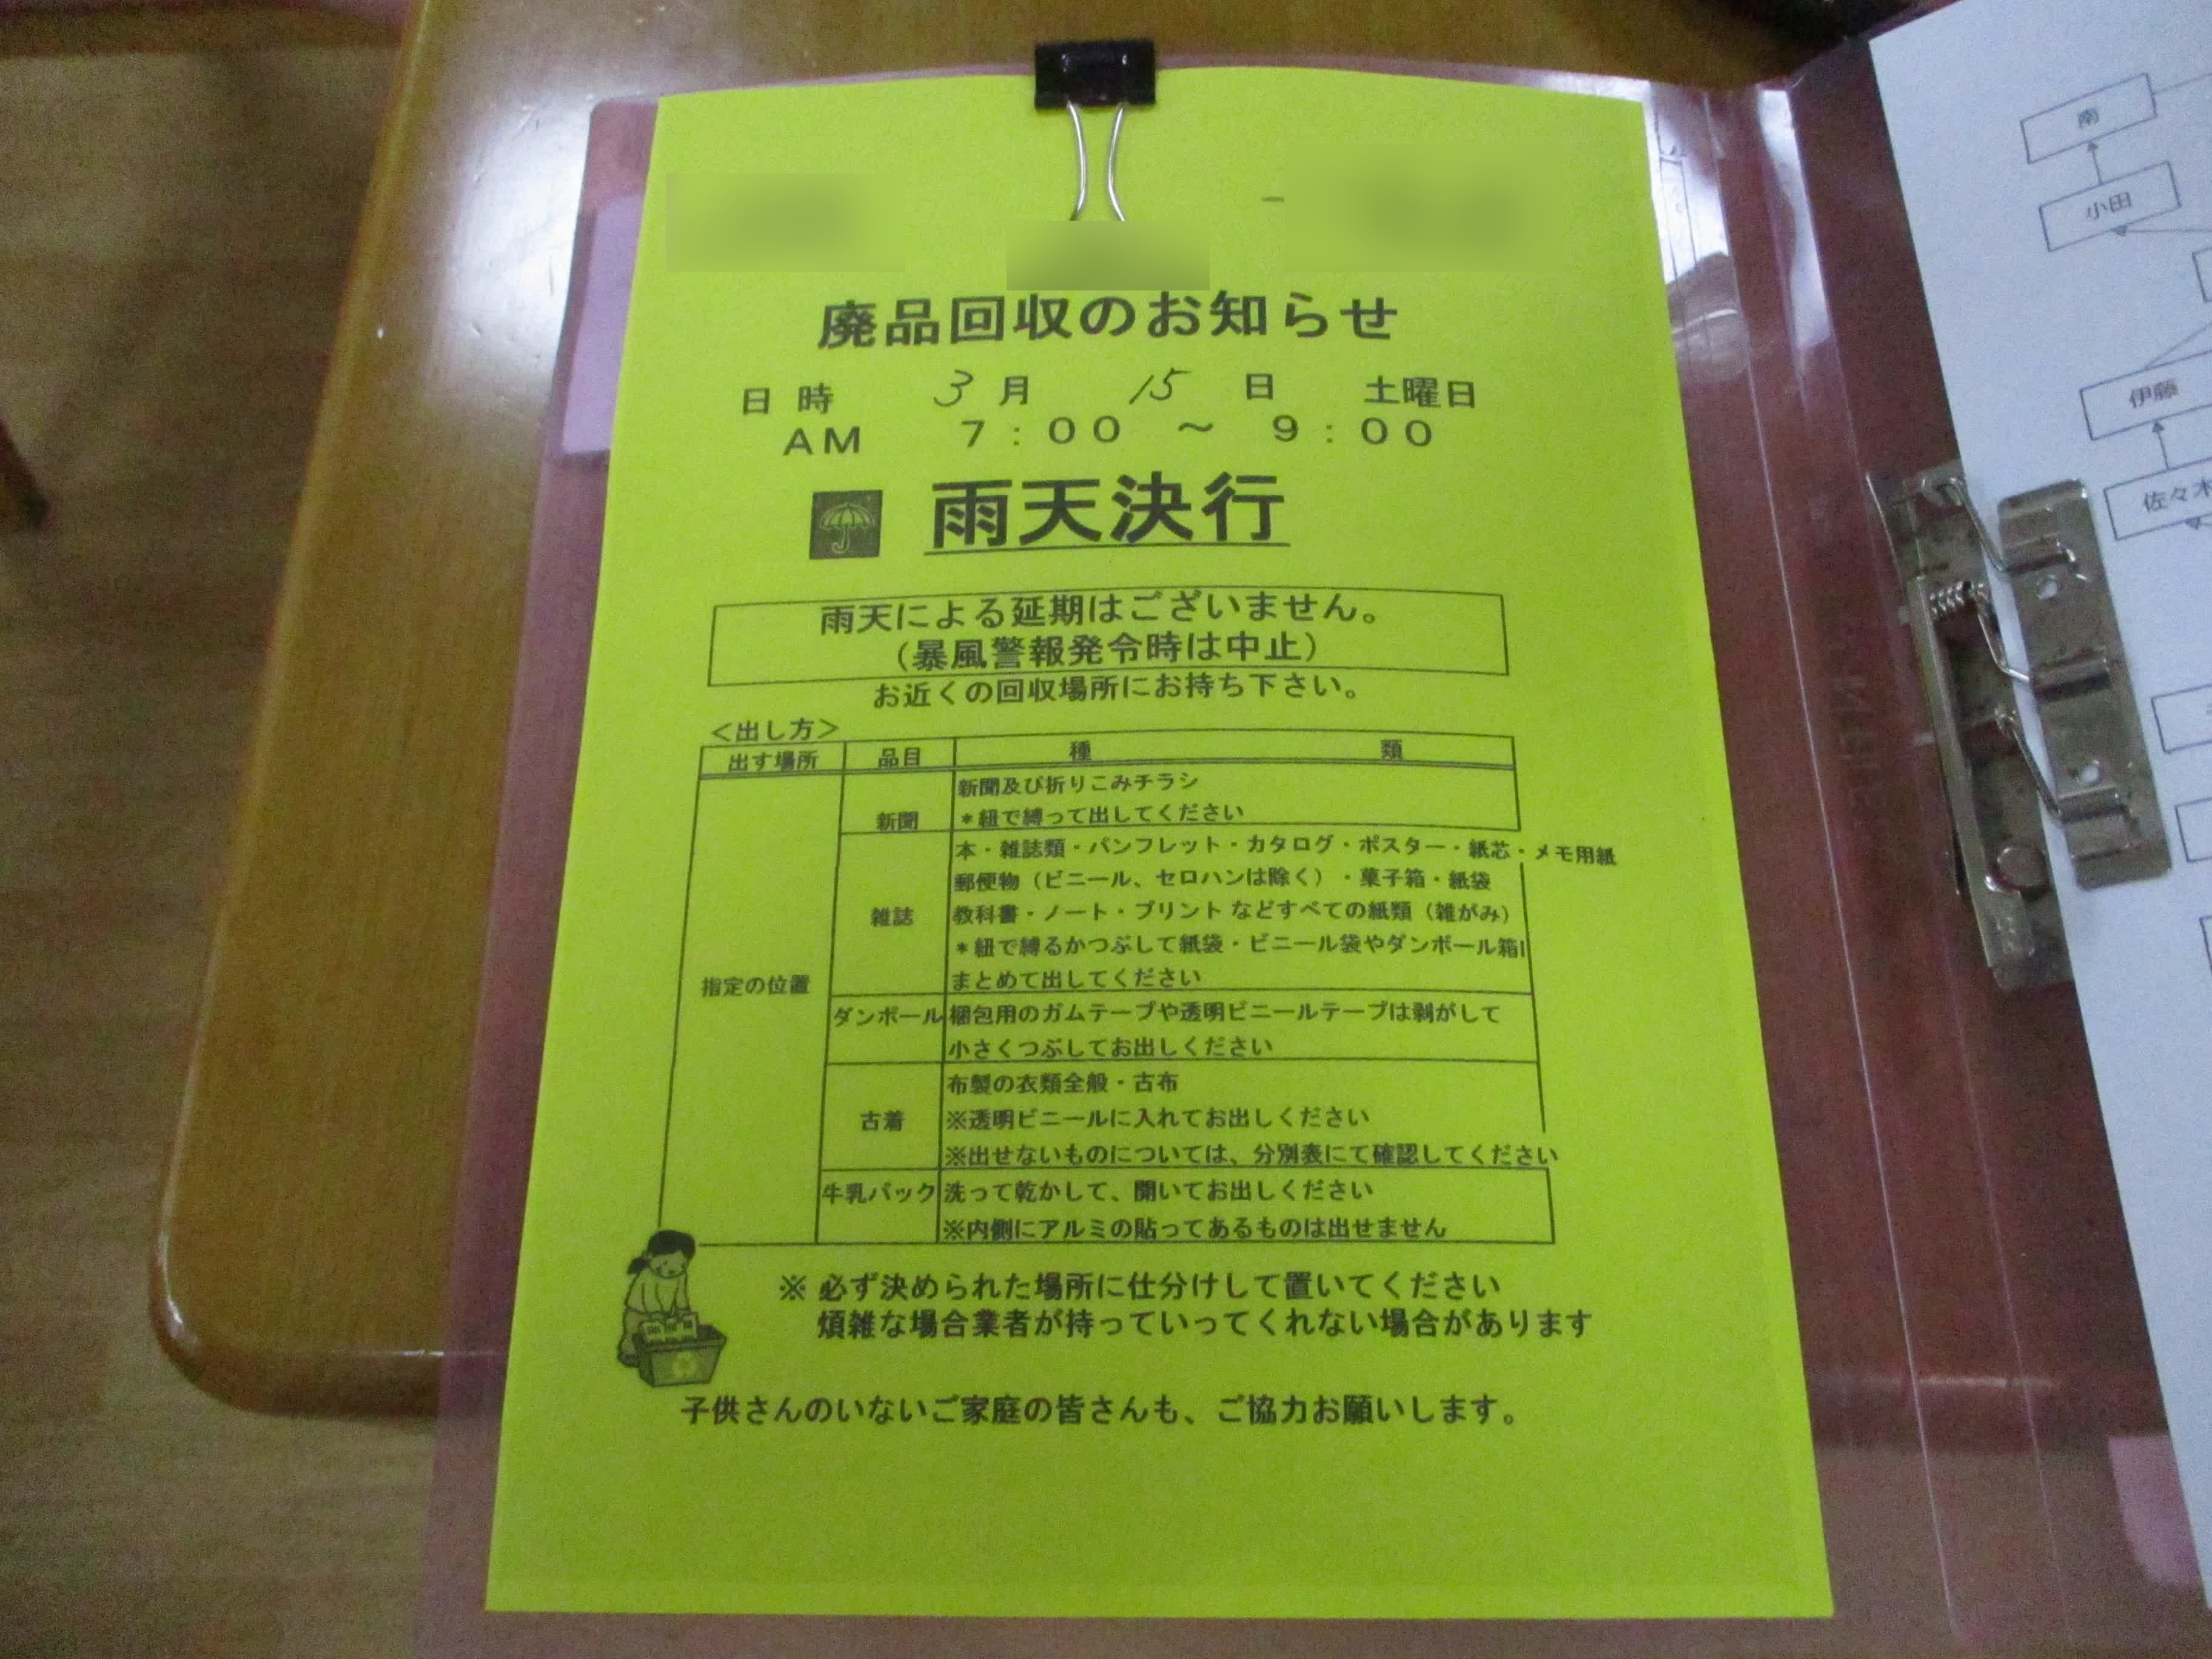 廃品回収のお知らせ
日時 3月 15日 土曜日
AM 7:00 ～ 9:00
雨天決行
雨天による延期はございません。
（暴風警報発令時は中止）
お近くの回収場所にお持ち下さい。
＜出し方＞
出す場所 品目 種類
指定の位置
新聞
新聞及び折りこみチラシ
＊紐で縛って出してください
雑誌
本・雑誌類・パンフレット・カタログ・ポスター・紙芯・メモ用紙
郵便物（ビニール、セロハンは除く）・菓子箱・紙袋
教科書・ノート・プリント などすべての紙類（雑がみ）
＊紐で縛るかつぶして紙袋・ビニール袋やダンボール箱
まとめて出してください
ダンボール
梱包用のガムテープや透明ビニールテープは剥がして
小さくつぶしてお出しください
古着
布製の衣類全般・古布
※透明ビニールに入れてお出しください
※出せないものについては、分別表にて確認してください
牛乳パック
洗って乾かして、開いてお出しください
※内側にアルミの貼ってあるものは出せません
※ 必ず決められた場所に仕分けして置いてください
煩雑な場合業者が持っていってくれない場合があります
子供さんのいないご家庭の皆さんも、ご協力お願いします。
南
小田
伊藤
佐々木